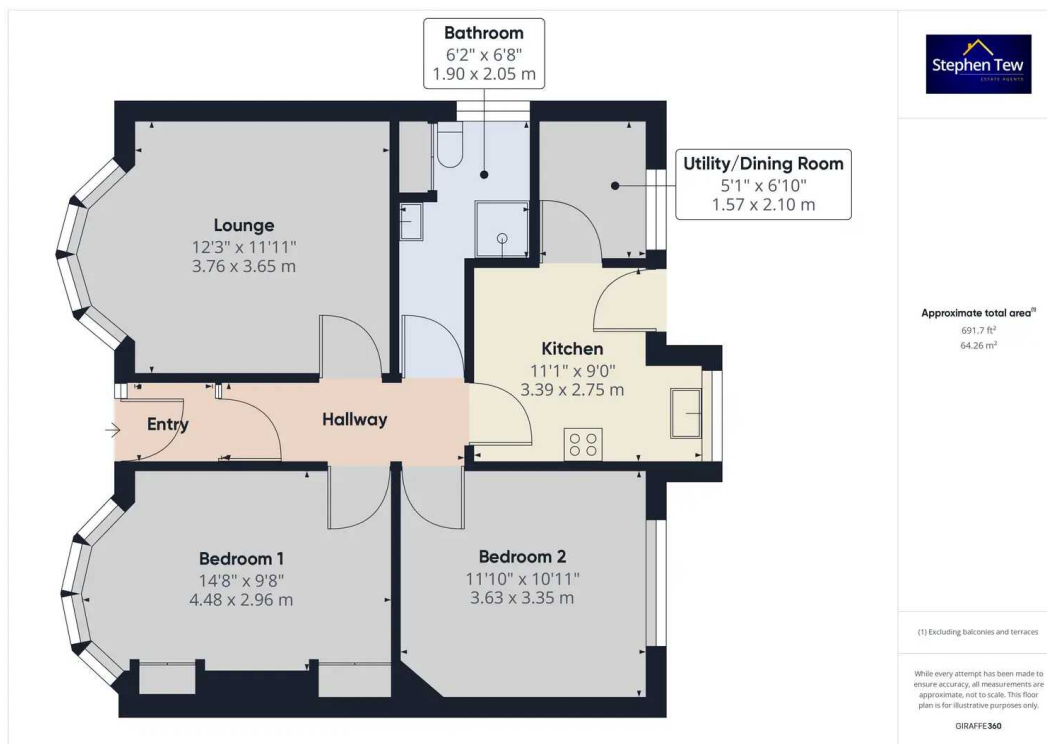 Bathroom
6'2" x 6'8"
1.90 x 2.05 m
Stephen Tew
ESTATE AGENTS
Utility/Dining Room
5'1" x 6'10"
1.57 x 2.10 m
Lounge
12'3" x 11'11"
3.76 x 3.65 m
Approximate total area⁽¹⁾
691.7 ft²
64.26 m²
Kitchen
11'1" x 9'0"
3.39 x 2.75 m
Entry
Hallway
Bedroom 1
14'8" x 9'8"
4.48 x 2.96 m
Bedroom 2
11'10" x 10'11"
3.63 x 3.35 m
(1) Excluding balconies and terraces
While every attempt has been made to
ensure accuracy, all measurements are
approximate, not to scale. This floor
plan is for illustrative purposes only.
GIRAFFE360